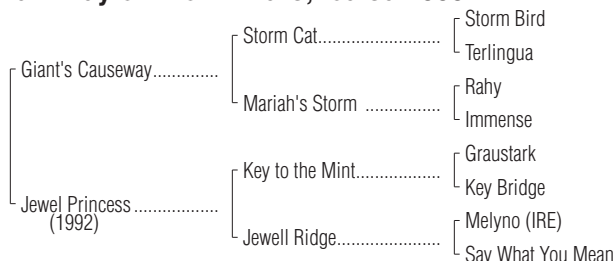 Storm Bird
Storm Cat
Terlingua
Giant's Causeway
Rahy
Mariah's Storm
Immense
Graustark
Key to the Mint
Key Bridge
Jewel Princess
(1992)
Melyno (IRE)
Jewell Ridge
Say What You Mean